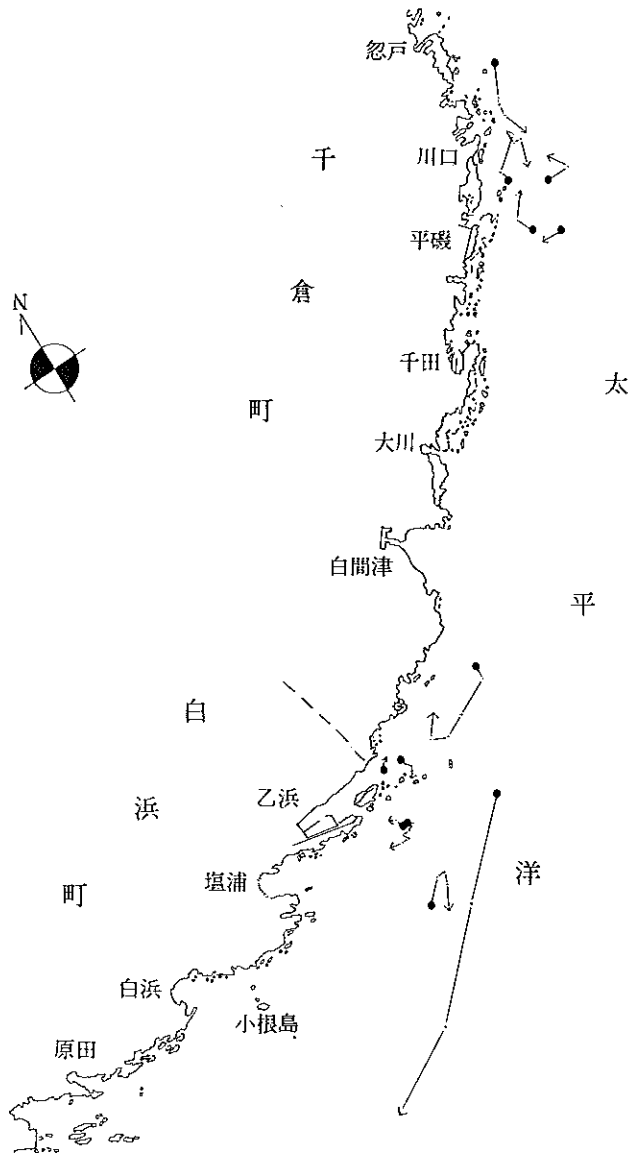 忽戸
千
川口
平磯
倉
N
千田
太
町
大川
白間津
平
白
乙浜
浜
洋
塩浦
町
白浜
小根島
原田